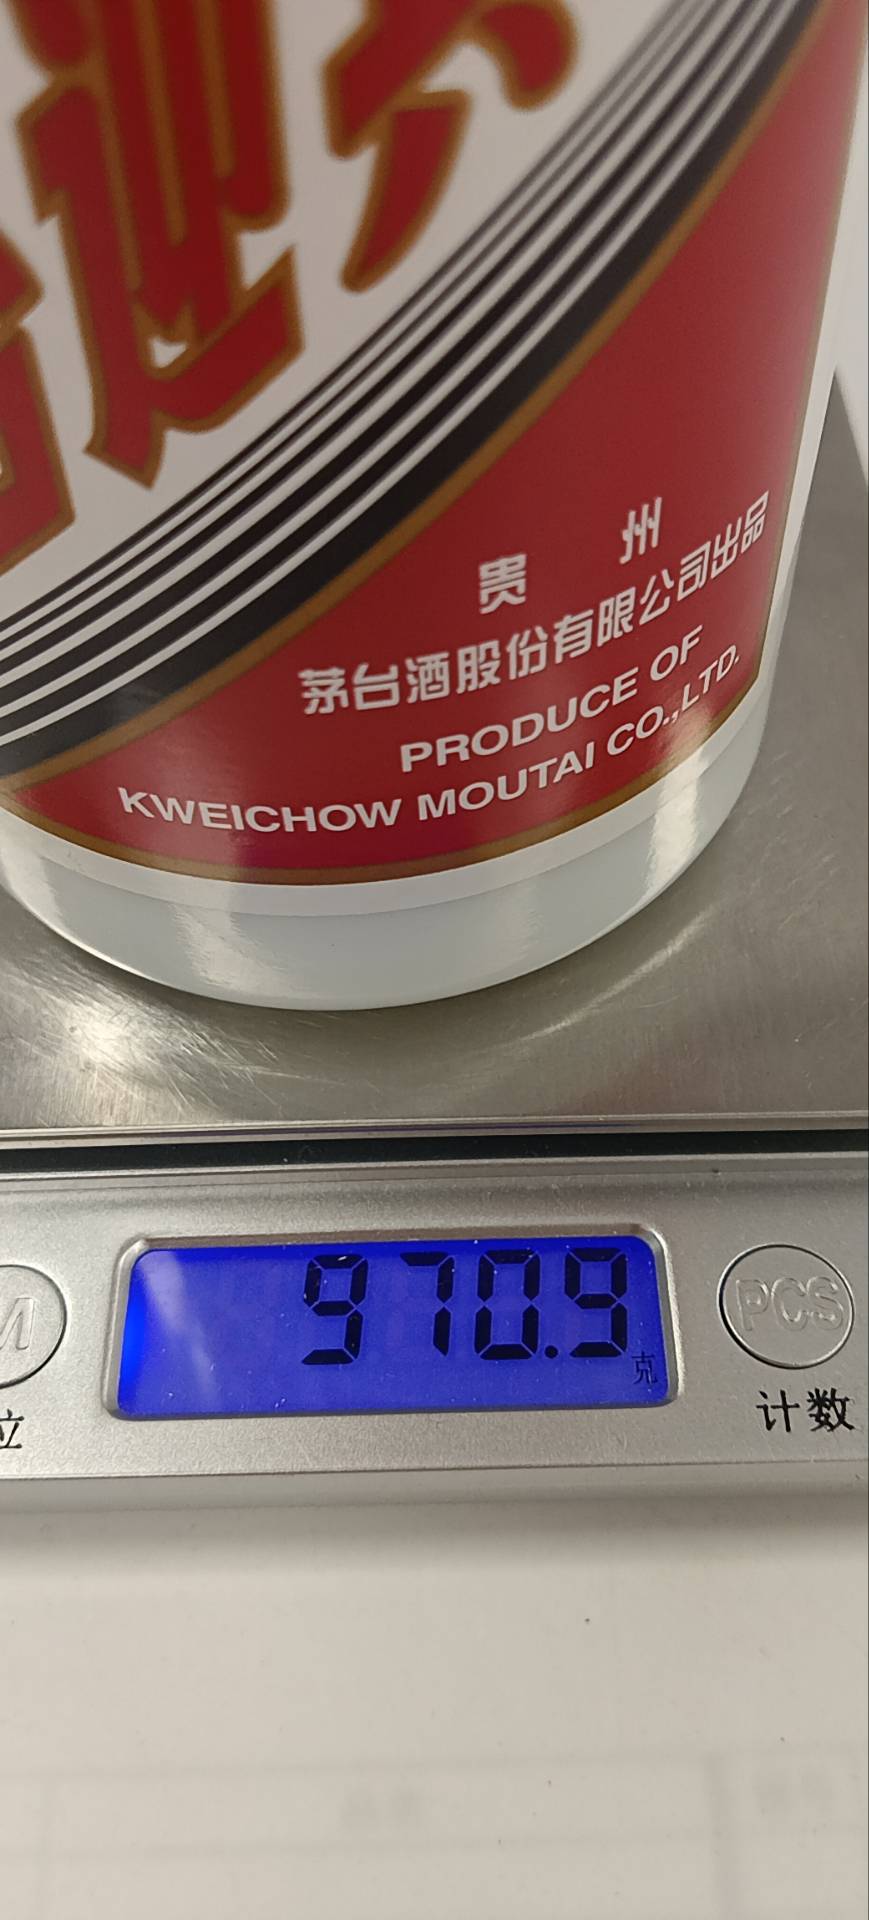 贵州
茅台酒股份有限公司出品
PRODUCE OF
KWEICHOW MOUTAI CO.,LTD.
970.9
克
PCS
计数
M
位